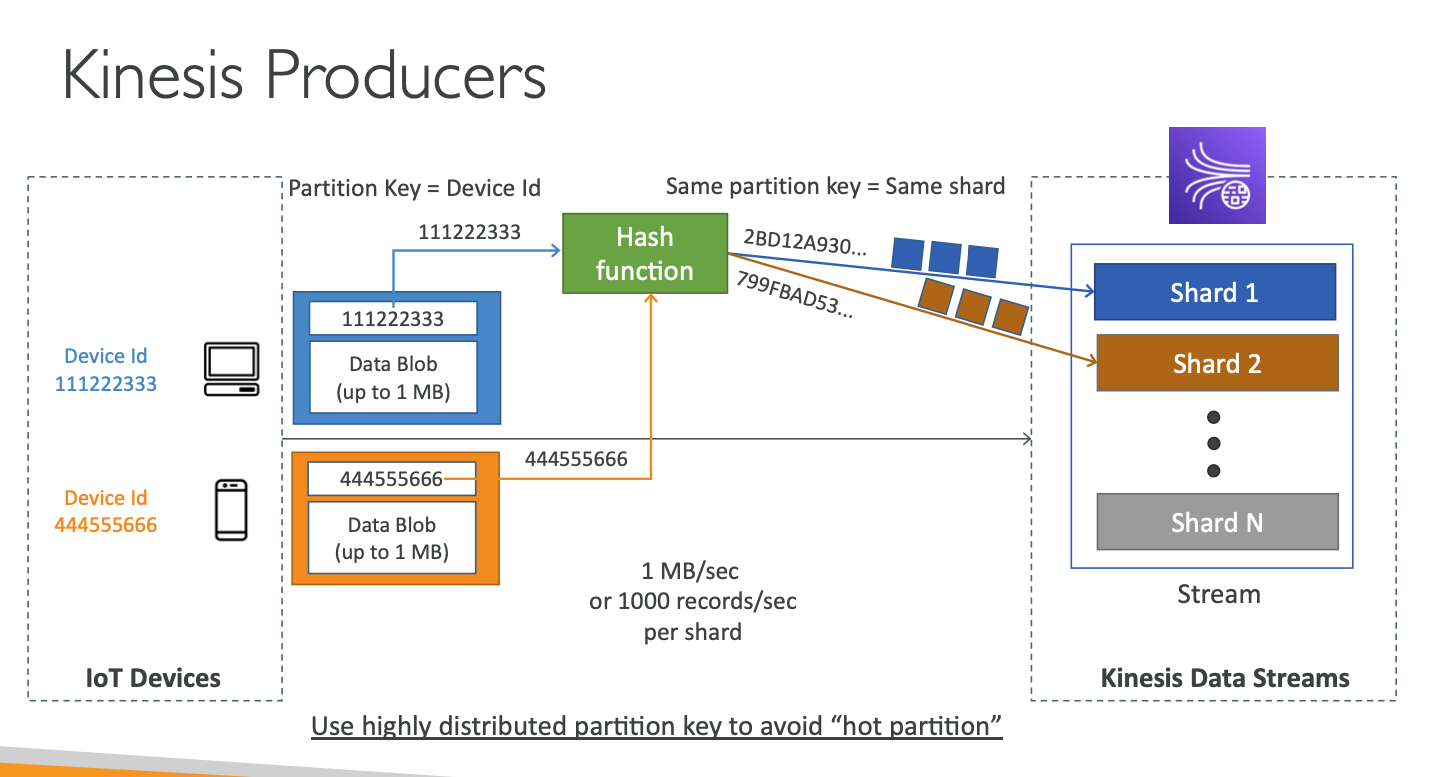 Kinesis Producers
Partition Key = Device Id
Same partition key = Same shard
111222333
Hash
function
2BD12A930...
799FBAD53...
Shard 1
Shard 2
Shard N
Stream
Kinesis Data Streams
Device Id
111222333
111222333
Data Blob
(up to 1 MB)
Device Id
444555666
444555666
Data Blob
(up to 1 MB)
444555666
IoT Devices
1 MB/sec
or 1000 records/sec
per shard
Use highly distributed partition key to avoid “hot partition”